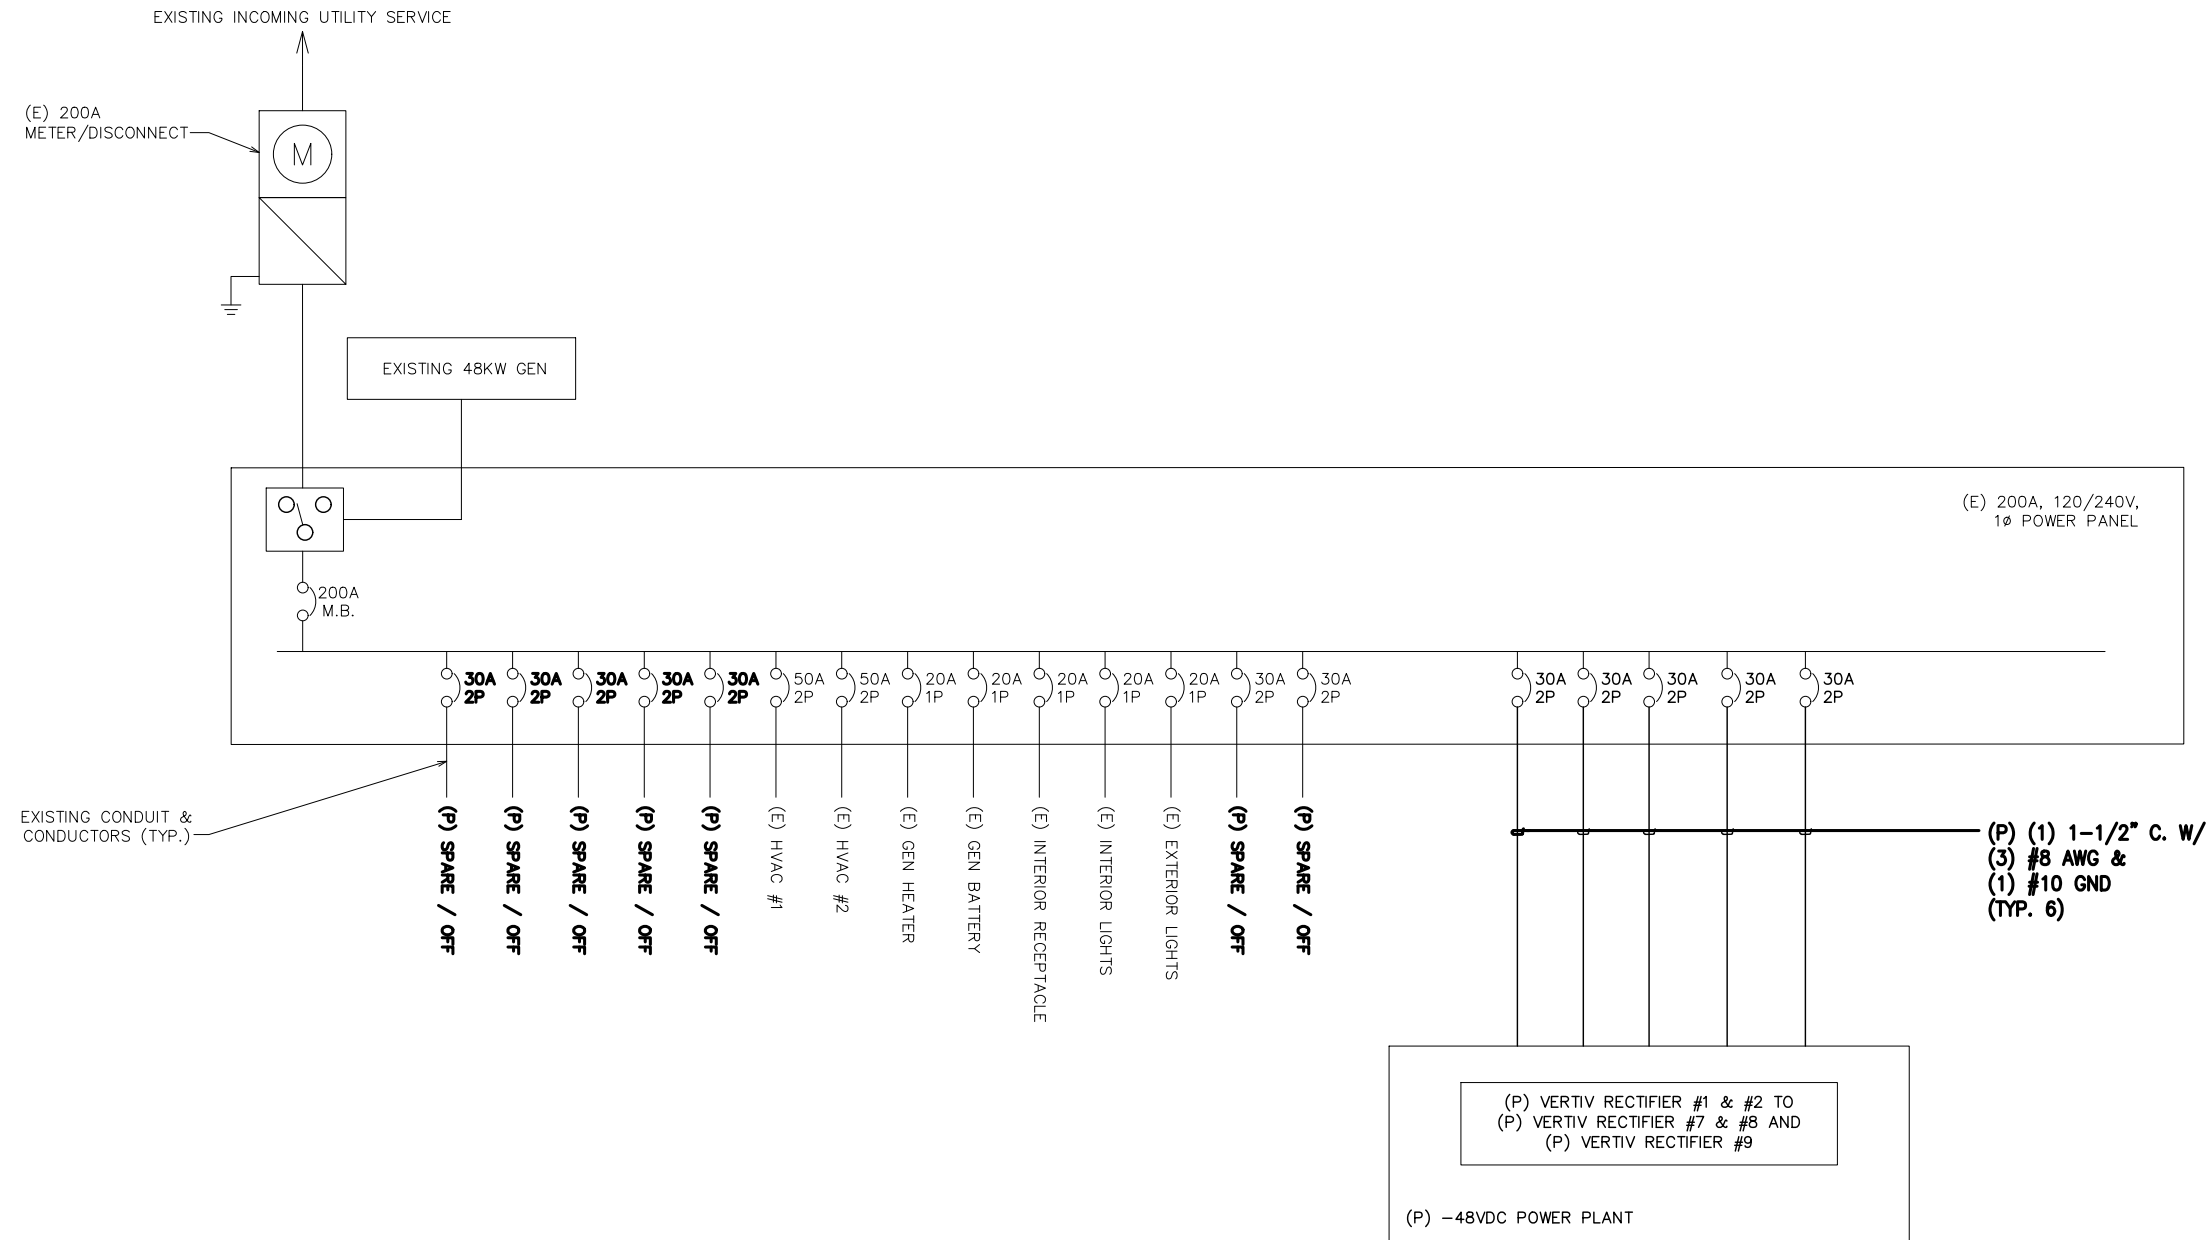 EXISTING INCOMING UTILITY SERVICE
(E) 200A
METER/DISCONNECT
M
EXISTING 48KW GEN
(E) 200A, 120/240V,
1ø POWER PANEL
200A
M.B.
30A
2P
30A
2P
30A
2P
30A
2P
30A
2P
50A
2P
50A
2P
20A
1P
20A
1P
20A
1P
20A
1P
20A
1P
30A
2P
30A
2P
30A
2P
30A
2P
30A
2P
30A
2P
30A
2P
EXISTING CONDUIT &
CONDUCTORS (TYP.)
(P) SPARE / OFF
(P) SPARE / OFF
(P) SPARE / OFF
(P) SPARE / OFF
(P) SPARE / OFF
(E) HVAC #1
(E) HVAC #2
(E) GEN HEATER
(E) GEN BATTERY
(E) INTERIOR RECEPTACLE
(E) INTERIOR LIGHTS
(E) EXTERIOR LIGHTS
(P) SPARE / OFF
(P) SPARE / OFF
(P) (1) 1-1/2" C. W/
(3) #8 AWG &
(1) #10 GND
(TYP. 6)
(P) VERTIV RECTIFIER #1 & #2 TO
(P) VERTIV RECTIFIER #7 & #8 AND
(P) VERTIV RECTIFIER #9
(P) -48VDC POWER PLANT